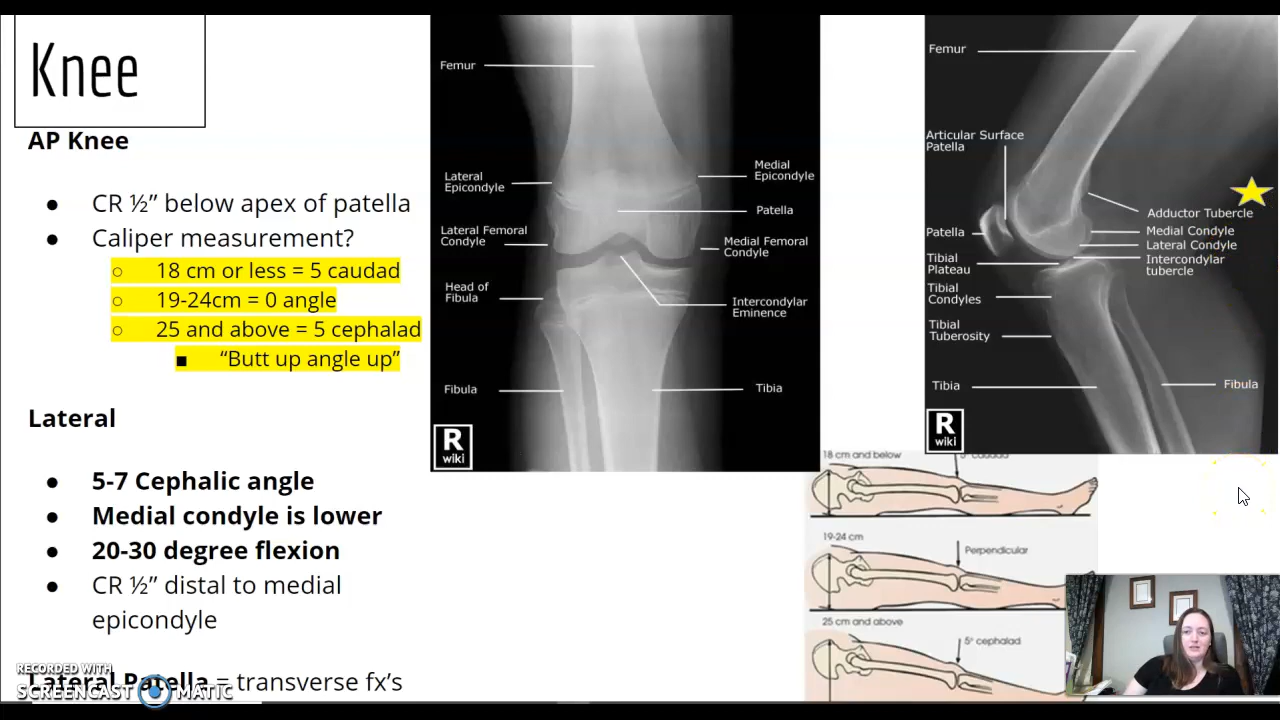 Knee
AP Knee
● CR ½” below apex of patella
● Caliper measurement?
○ 18 cm or less = 5 caudad
○ 19-24cm = 0 angle
○ 25 and above = 5 cephalad
■ “Butt up angle up”
Lateral
● 5-7 Cephalic angle
● Medial condyle is lower
● 20-30 degree flexion
● CR ½” distal to medial
epicondyle
Lateral Patella = transverse fx’s
RECORDED WITH
SCREENCAST MATIC
Femur
Lateral
Epicondyle
Medial
Epicondyle
Patella
Lateral Femoral
Condyle
Medial Femoral
Condyle
Head of
Fibula
Intercondylar
Eminence
Fibula
Tibia
R
wiki
Femur
Articular Surface
Patella
Adductor Tubercle
Patella
Medial Condyle
Lateral Condyle
Intercondylar
tubercle
Tibial
Plateau
Tibial
Condyles
Tibial
Tuberosity
Tibia
Fibula
R
wiki
18 cm and below
5° caudad
19-24 cm
Perpendicular
25 cm and above
5° cephalad